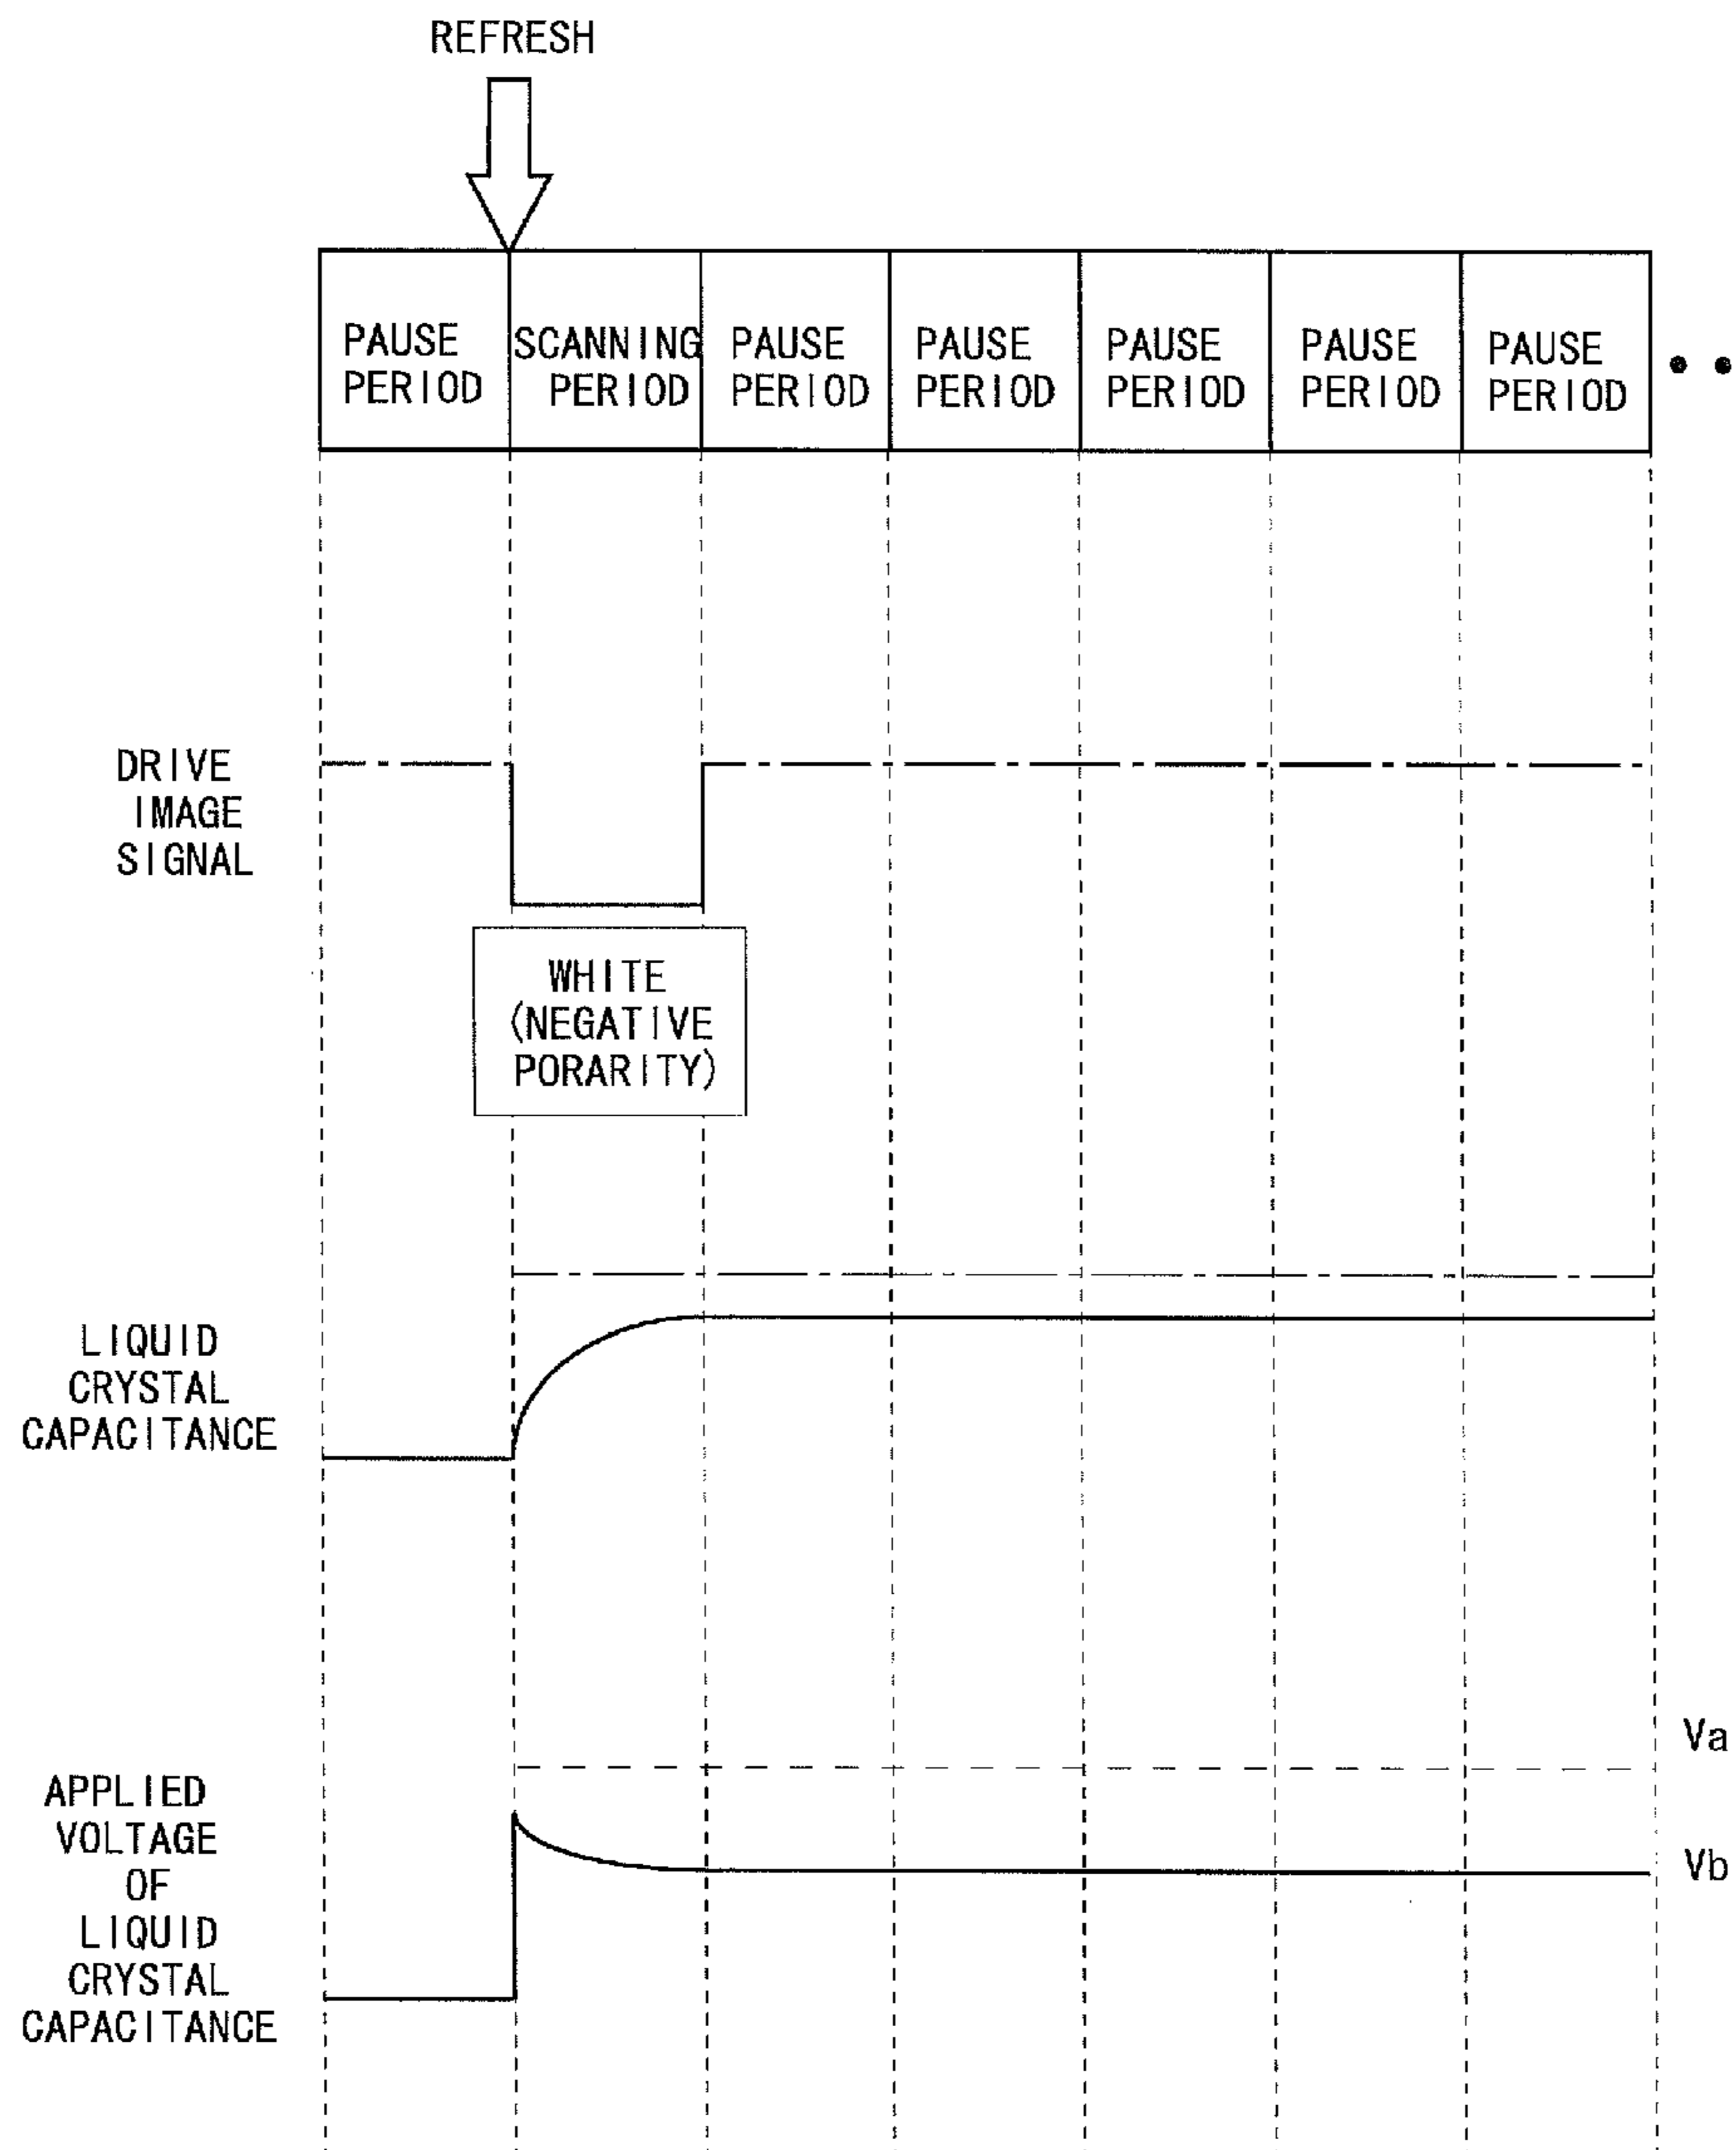 REFRESH
PAUSE
PERIOD
SCANNING
PERIOD
PAUSE
PERIOD
PAUSE
PERIOD
PAUSE
PERIOD
PAUSE
PERIOD
PAUSE
PERIOD
DRIVE
IMAGE
SIGNAL
WHITE
(NEGATIVE
PORARITY)
LIQUID
CRYSTAL
CAPACITANCE
Va
APPLIED
VOLTAGE
OF
LIQUID
CRYSTAL
CAPACITANCE
Vb